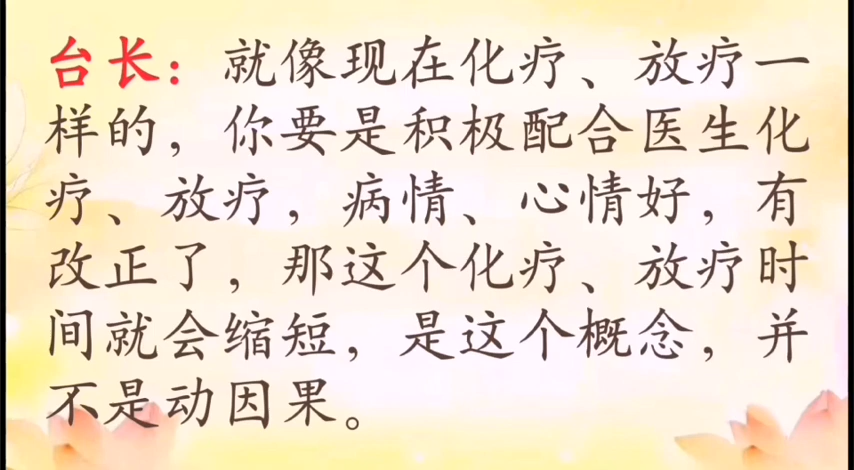 台长：就像现在化疗、放疗一
样的，你要是积极配合医生化
疗、放疗，病情、心情好，有
改正了，那这个化疗、放疗时
间就会缩短，是这个概念，并
不是动因果。